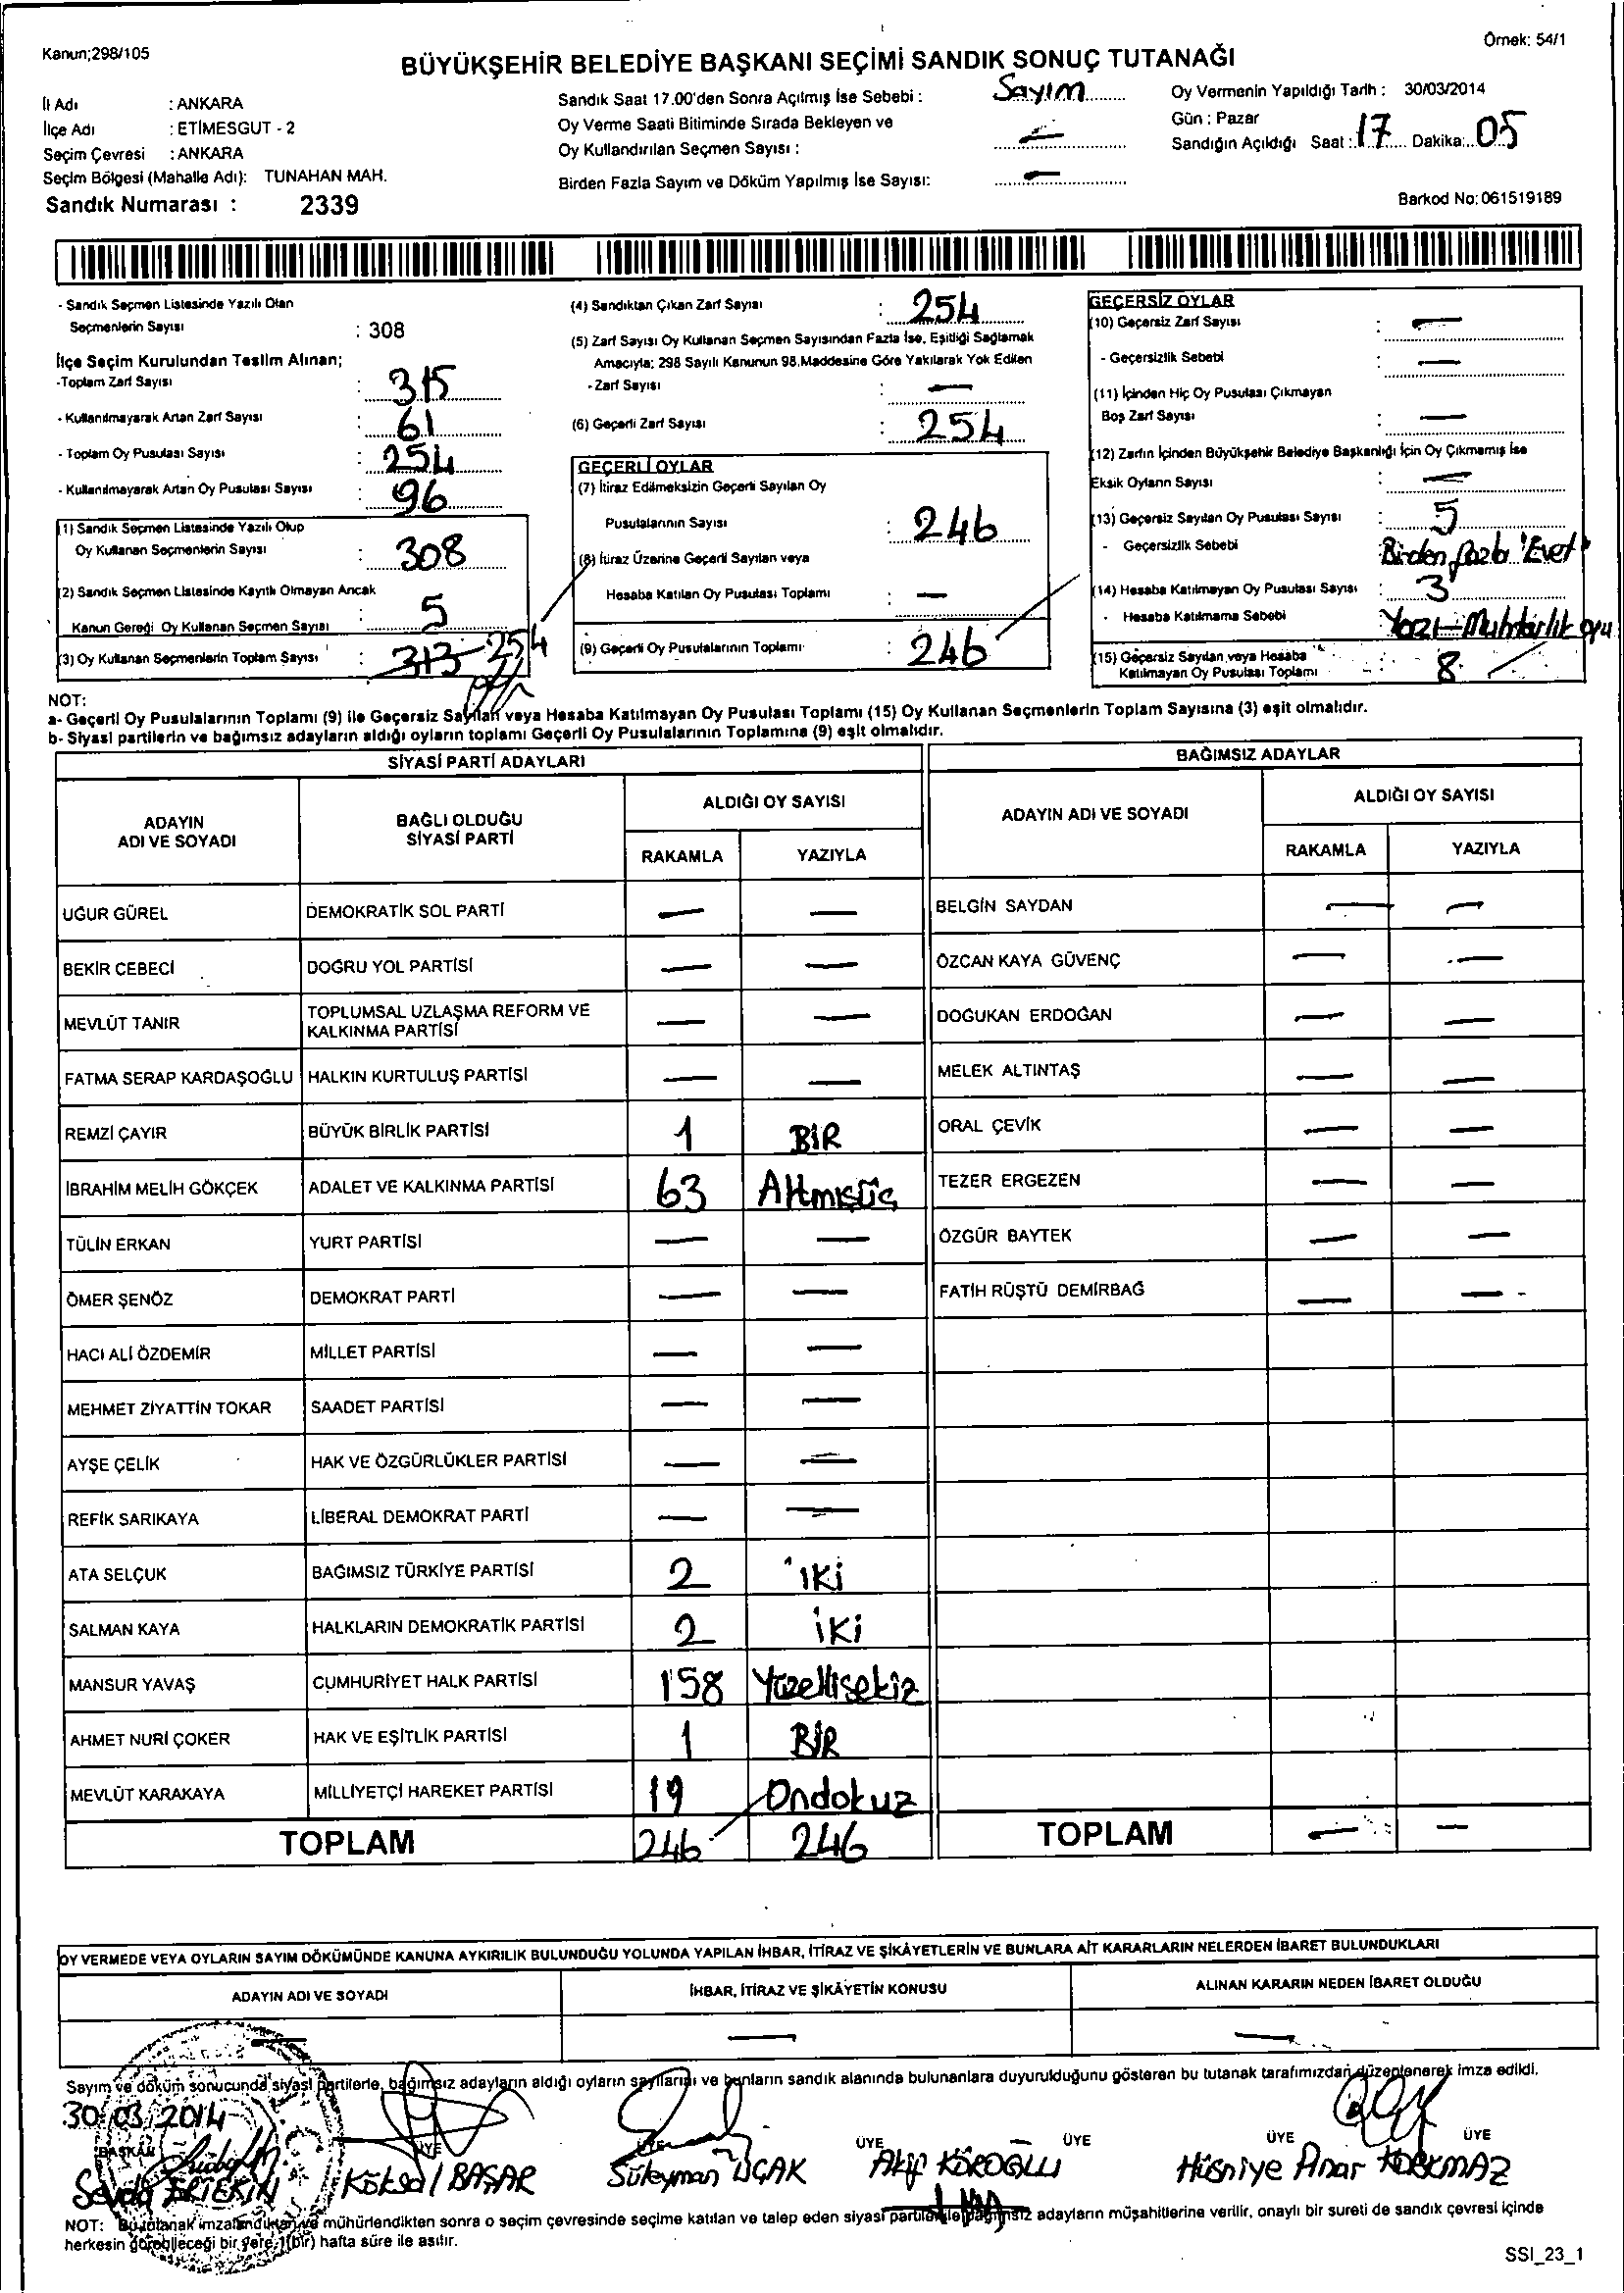 Kanun;298/105
Örnek: 54/1
BÜYÜKŞEHİR BELEDİYE BAŞKANI SEÇİMİ SANDIK SONUÇ TUTANAĞI
İl Adı : ANKARA
İlçe Adı : ETİMESGUT - 2
Seçim Çevresi : ANKARA
Seçim Bölgesi (Mahalle Adı): TUNAHAN MAH.
Sandık Numarası : 2339
Sandık Saat 17.00'den Sonra Açılmış İse Sebebi : Sayım
Oy Verme Saati Bitiminde Sırada Bekleyen ve
Oy Kullandırılan Seçmen Sayısı : —
Birden Fazla Sayım ve Döküm Yapılmış İse Sayısı: —
Oy Vermenin Yapıldığı Tarih : 30/03/2014
Gün : Pazar
Sandığın Açıldığı Saat : 17 Dakika: 05
Barkod No: 061519189
- Sandık Seçmen Listesinde Yazılı Olan
Seçmenlerin Sayısı : 308
İlçe Seçim Kurulundan Teslim Alınan;
-Toplam Zarf Sayısı : 315
- Kullanılmayarak Artan Zarf Sayısı : 61
- Toplam Oy Pusulası Sayısı : 254
- Kullanılmayarak Artan Oy Pusulası Sayısı : 96
(1) Sandık Seçmen Listesinde Yazılı Olup
Oy Kullanan Seçmenlerin Sayısı : 308
(2) Sandık Seçmen Listesinde Kayıtlı Olmayan Ancak
Kanun Gereği Oy Kullanan Seçmen Sayısı : 5
(3) Oy Kullanan Seçmenlerin Toplam Sayısı : 313 254
(4) Sandıktan Çıkan Zarf Sayısı : 254
(5) Zarf Sayısı Oy Kullanan Seçmen Sayısından Fazla İse, Eşitliği Sağlamak
Amacıyla; 298 Sayılı Kanunun 98.Maddesine Göre Yakılarak Yok Edilen
- Zarf Sayısı : —
(6) Geçerli Zarf Sayısı : 254
GEÇERLİ OYLAR
(7) İtiraz Edilmeksizin Geçerli Sayılan Oy
Pusulalarının Sayısı : 246
(8) İtiraz Üzerine Geçerli Sayılan veya
Hesaba Katılan Oy Pusulası Toplamı : —
(9) Geçerli Oy Pusulalarının Toplamı : 246
GEÇERSİZ OYLAR
(10) Geçersiz Zarf Sayısı : —
- Geçersizlik Sebebi : —
(11) İçinden Hiç Oy Pusulası Çıkmayan
Boş Zarf Sayısı : —
(12) Zarfın İçinden Büyükşehir Belediye Başkanlığı İçin Oy Çıkmamış İse
Eksik Oyların Sayısı : —
(13) Geçersiz Sayılan Oy Pusulası Sayısı : 5
- Geçersizlik Sebebi Birden fazla 'Evet'
(14) Hesaba Katılmayan Oy Pusulası Sayısı : 3
- Hesaba Katılmama Sebebi Yazı-Muhtarlık oyu
(15) Geçersiz Sayılan veya Hesaba
Katılmayan Oy Pusulası Toplamı : 8
NOT:
a- Geçerli Oy Pusulalarının Toplamı (9) ile Geçersiz Sayılan veya Hesaba Katılmayan Oy Pusulası Toplamı (15) Oy Kullanan Seçmenlerin Toplam Sayısına (3) eşit olmalıdır.
b- Siyasi partilerin ve bağımsız adayların aldığı oyların toplamı Geçerli Oy Pusulalarının Toplamına (9) eşit olmalıdır.
SİYASİ PARTİ ADAYLARI
ADAYIN
ADI VE SOYADI
BAĞLI OLDUĞU
SİYASİ PARTİ
ALDIĞI OY SAYISI
RAKAMLA YAZIYLA
UĞUR GÜREL DEMOKRATİK SOL PARTİ — —
BEKİR CEBECİ DOĞRU YOL PARTİSİ — —
MEVLÜT TANIR TOPLUMSAL UZLAŞMA REFORM VE
KALKINMA PARTİSİ — —
FATMA SERAP KARDAŞOĞLU HALKIN KURTULUŞ PARTİSİ — —
REMZİ ÇAYIR BÜYÜK BİRLİK PARTİSİ 1 BİR
İBRAHİM MELİH GÖKÇEK ADALET VE KALKINMA PARTİSİ 63 Altmışüç
TÜLİN ERKAN YURT PARTİSİ — —
ÖMER ŞENÖZ DEMOKRAT PARTİ — —
HACI ALİ ÖZDEMİR MİLLET PARTİSİ — —
MEHMET ZİYATTİN TOKAR SAADET PARTİSİ — —
AYŞE ÇELİK HAK VE ÖZGÜRLÜKLER PARTİSİ — —
REFİK SARIKAYA LİBERAL DEMOKRAT PARTİ — —
ATA SELÇUK BAĞIMSIZ TÜRKİYE PARTİSİ 2 iki
SALMAN KAYA HALKLARIN DEMOKRATİK PARTİSİ 2 iki
MANSUR YAVAŞ CUMHURİYET HALK PARTİSİ 158 Yüzellisekiz
AHMET NURİ ÇOKER HAK VE EŞİTLİK PARTİSİ 1 BİR
MEVLÜT KARAKAYA MİLLİYETÇİ HAREKET PARTİSİ 19 Ondokuz
TOPLAM 246 246
BAĞIMSIZ ADAYLAR
ADAYIN ADI VE SOYADI
ALDIĞI OY SAYISI
RAKAMLA YAZIYLA
BELGİN SAYDAN — —
ÖZCAN KAYA GÜVENÇ — —
DOĞUKAN ERDOĞAN — —
MELEK ALTINTAŞ — —
ORAL ÇEVİK — —
TEZER ERGEZEN — —
ÖZGÜR BAYTEK — —
FATİH RÜŞTÜ DEMİRBAĞ — —
TOPLAM — —
OY VERMEDE VEYA OYLARIN SAYIM DÖKÜMÜNDE KANUNA AYKIRILIK BULUNDUĞU YOLUNDA YAPILAN İHBAR, İTİRAZ VE ŞİKÂYETLERİN VE BUNLARA AİT KARARLARIN NELERDEN İBARET BULUNDUKLARI
ADAYIN ADI VE SOYADI İHBAR, İTİRAZ VE ŞİKÂYETİN KONUSU ALINAN KARARIN NEDEN İBARET OLDUĞU
— — —
Sayım ve döküm sonucunda siyasi partilerle, bağımsız adayların aldığı oyların sayılarını ve bunların sandık alanında bulunanlara duyurulduğunu gösteren bu tutanak tarafımızdan düzenlenerek imza edildi.
30.03.2014
BAŞKAN ÜYE ÜYE ÜYE ÜYE ÜYE ÜYE
Sevda Köksal BAŞAR Süleyman UÇAK Akif KÖROĞLU Hüsniye Pınar KORKMAZ
NOT: Bu tutanak imzalandıktan ve mühürlendikten sonra o seçim çevresinde seçime katılan ve talep eden siyasi partilerle bağımsız adayların müşahitlerine verilir, onaylı bir sureti de sandık çevresi içinde
herkesin görebileceği bir yere,1(bir) hafta süre ile asılır.
SSI_23_1